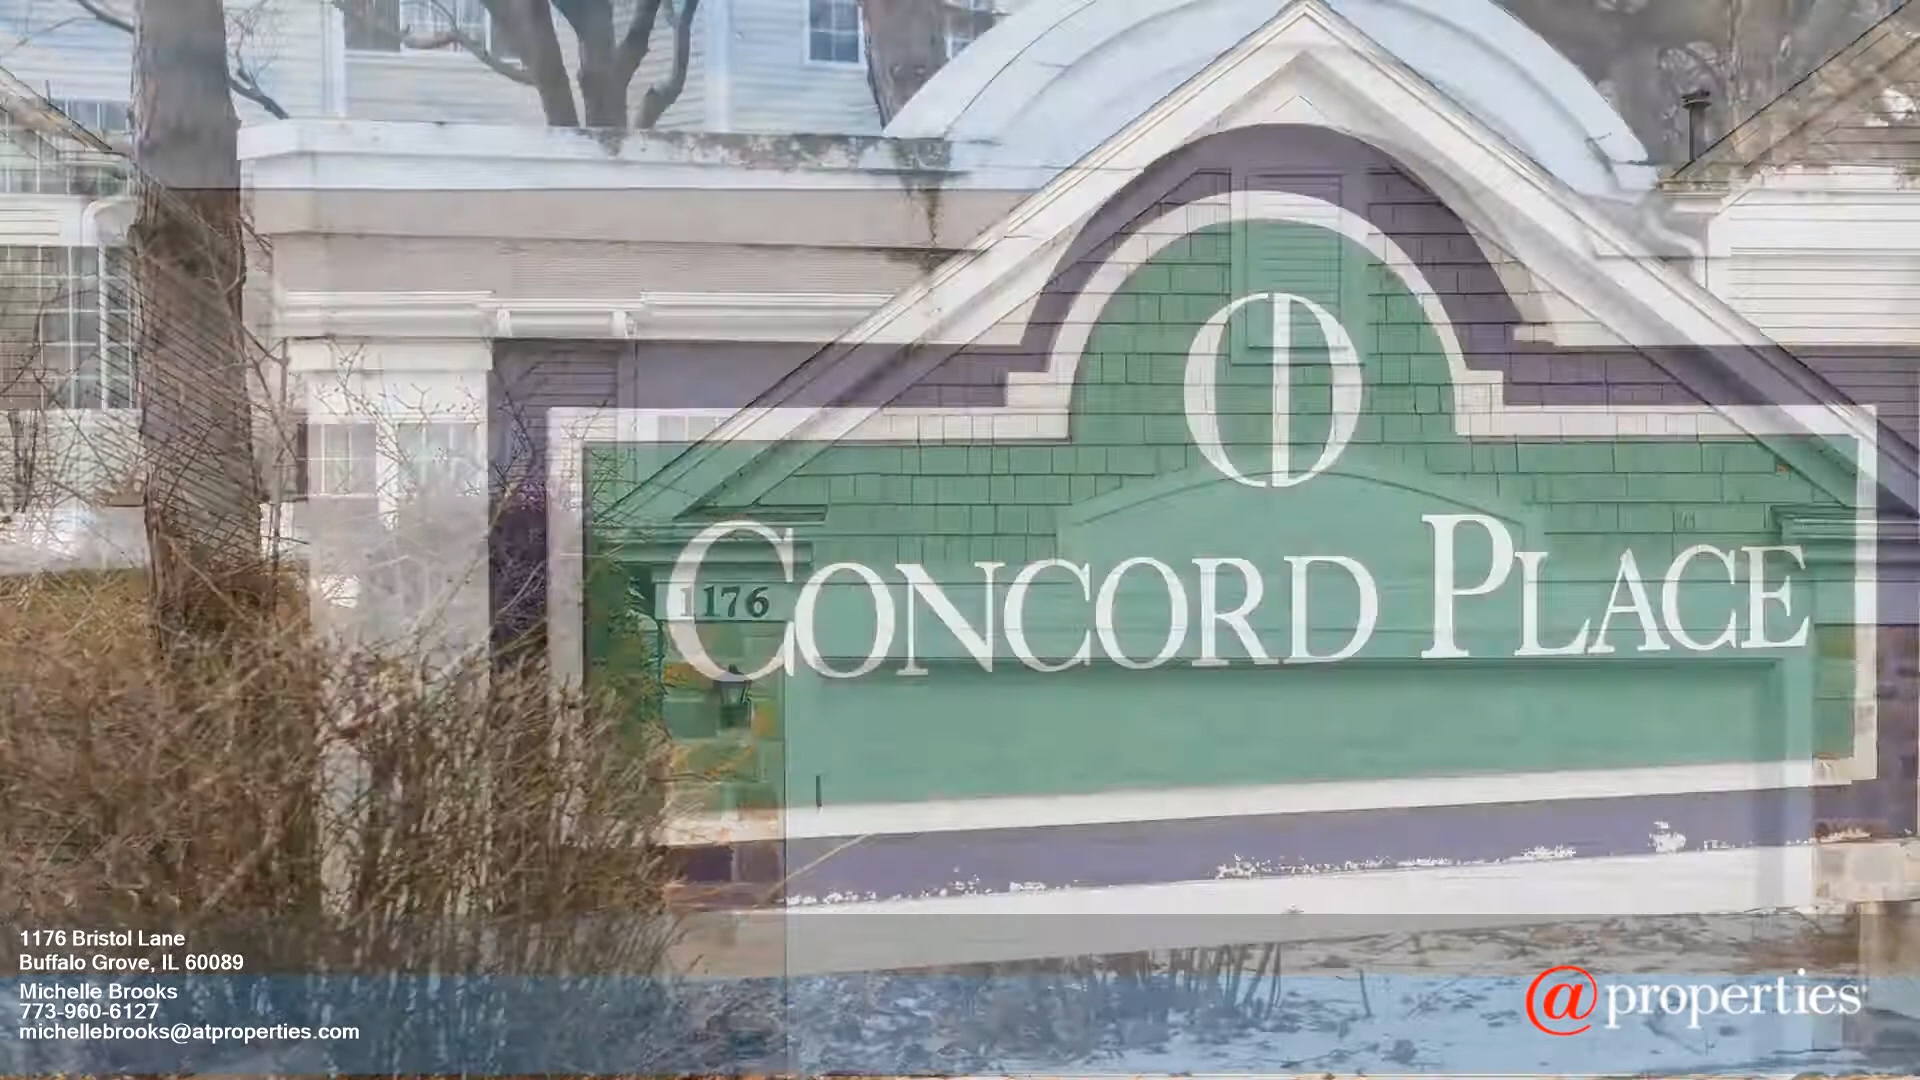 CONCORD PLACE
1176
1176 Bristol Lane
Buffalo Grove, IL 60089
Michelle Brooks
773-960-6127
michellebrooks@atproperties.com
@properties